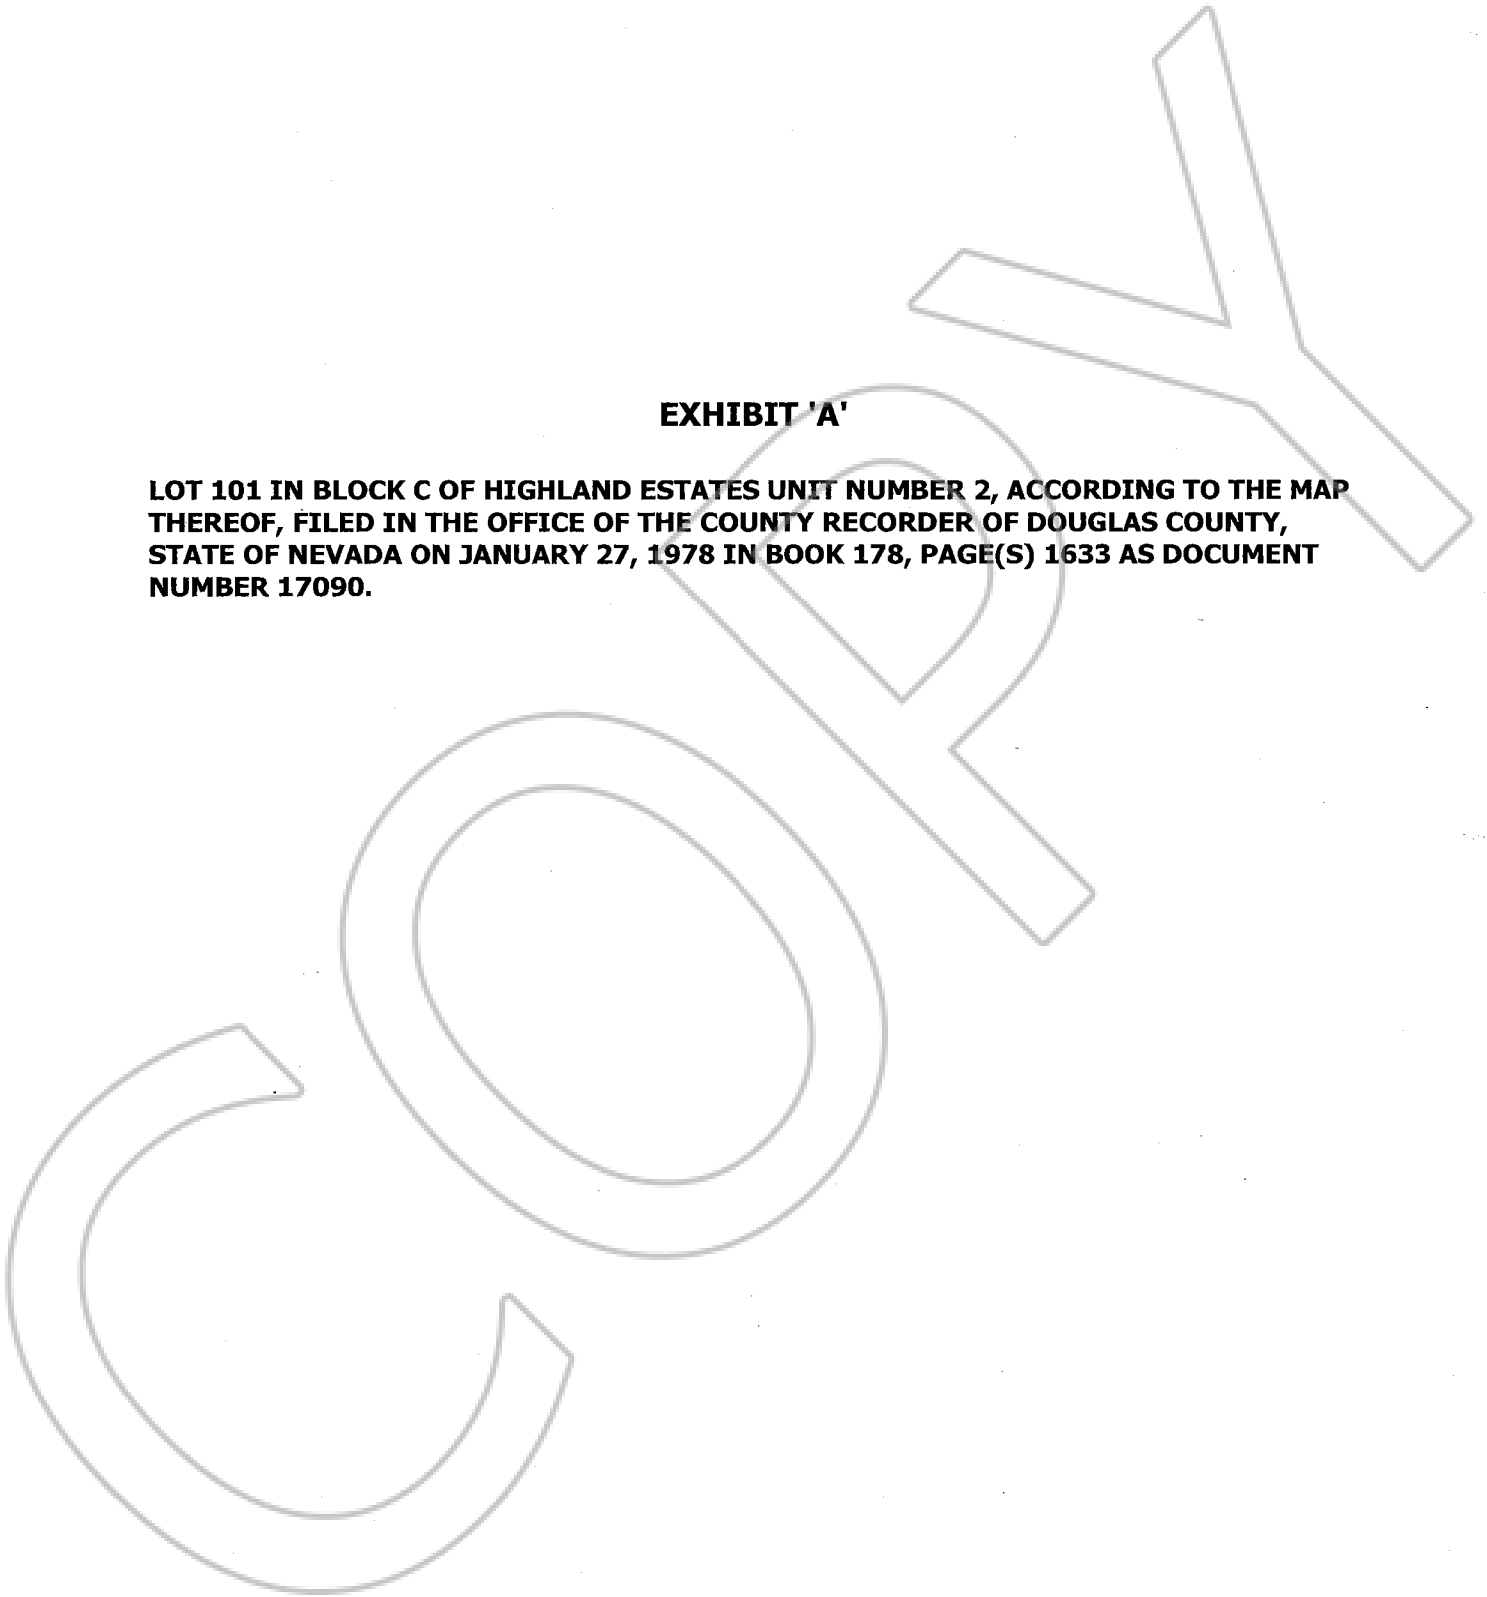 EXHIBIT 'A'
LOT 101 IN BLOCK C OF HIGHLAND ESTATES UNIT NUMBER 2, ACCORDING TO THE MAP
THEREOF, FILED IN THE OFFICE OF THE COUNTY RECORDER OF DOUGLAS COUNTY,
STATE OF NEVADA ON JANUARY 27, 1978 IN BOOK 178, PAGE(S) 1633 AS DOCUMENT
NUMBER 17090.
COPY